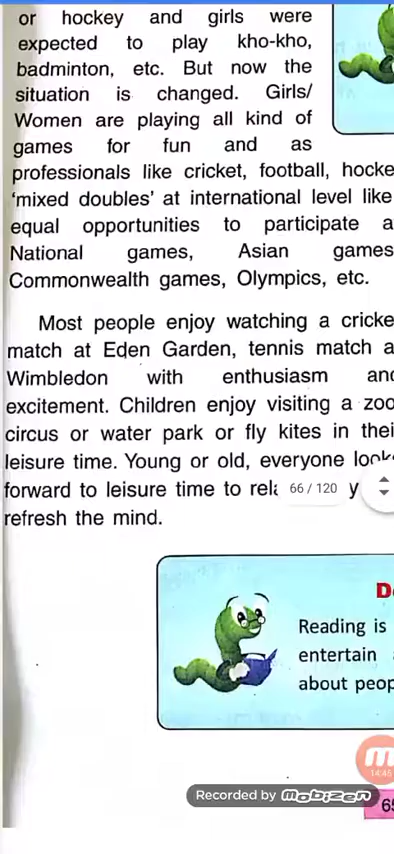 or hockey and girls were
expected to play kho-kho,
badminton, etc. But now the
situation is changed. Girls/
Women are playing all kind of
games for fun and as
professionals like cricket, football, hocke
'mixed doubles' at international level like
equal opportunities to participate a
National games, Asian games
Commonwealth games, Olympics, etc.
Most people enjoy watching a cricke
match at Eden Garden, tennis match a
Wimbledon with enthusiasm and
excitement. Children enjoy visiting a zoo
circus or water park or fly kites in thei
leisure time. Young or old, everyone look
forward to leisure time to rela 66 / 120 y
refresh the mind.
D
Reading is
entertain
about peop
14:45
Recorded by mobizen
65